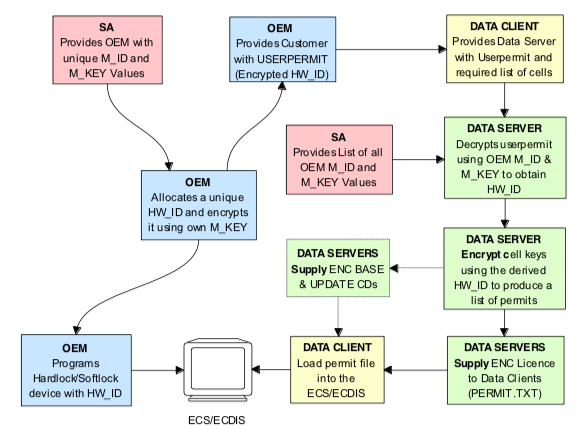 SA
Provides OEM with
unique M_ID and
M_KEY Values
OEM
Provides Customer
with USERPERMIT
(Encrypted HW_ID)
DATA CLIENT
Provides Data Server
with Userpermit and
required list of cells
SA
Provides List of all
OEM M_ID and
M_KEY Values
DATA SERVER
Decrypts userpermit
using OEM M_ID &
M_KEY to obtain
HW_ID
OEM
Allocates a unique
HW_ID and encrypts
it using own M_KEY
DATA SERVERS
Supply ENC BASE
& UPDATE CDs
DATA SERVER
Encrypt cell keys
using the derived
HW_ID to produce a
list of permits
OEM
Programs
Hardlock/Softlock
device with HW_ID
ECS/ECDIS
DATA CLIENT
Load permit file
into the
ECS/ECDIS
DATA SERVERS
Supply ENC Licence
to Data Clients
(PERMIT.TXT)